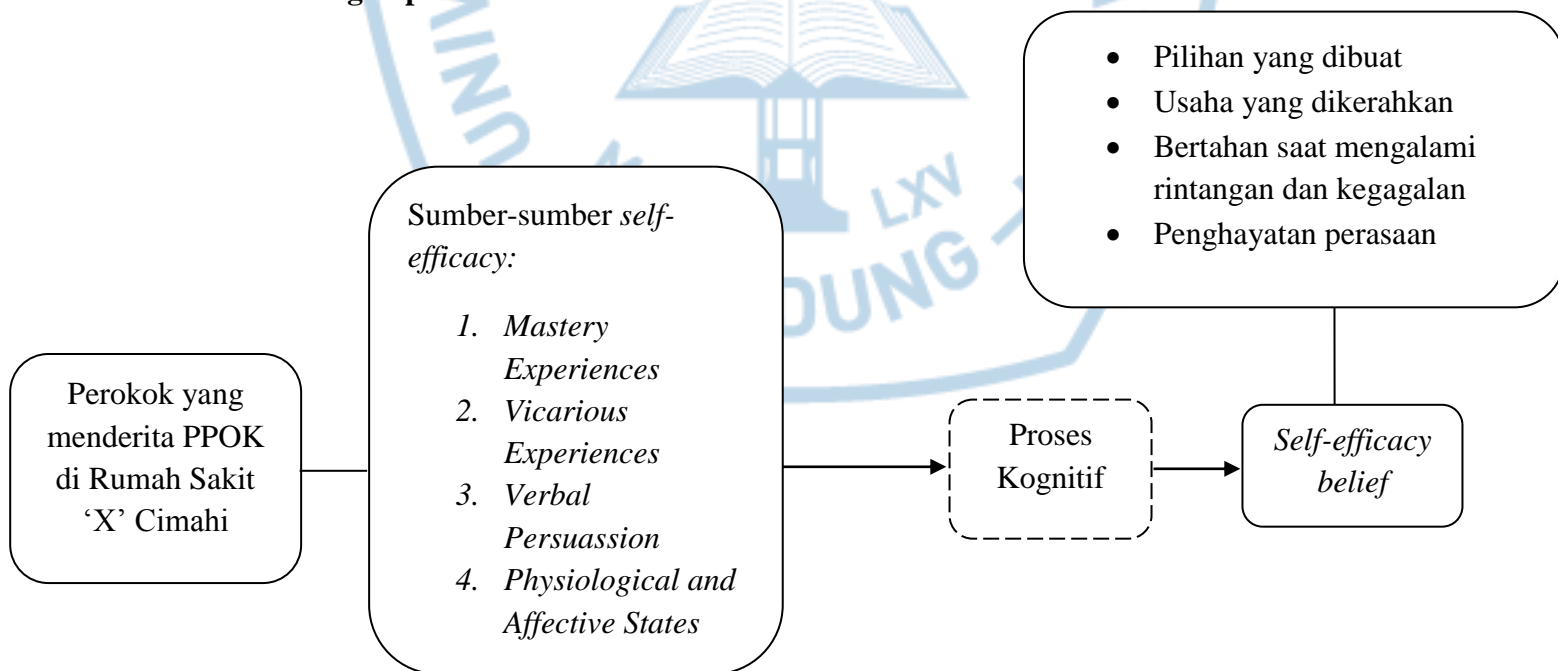 Perokok yang
menderita PPOK
di Rumah Sakit
‘X’ Cimahi
Sumber-sumber self-
efficacy:
1. Mastery
Experiences
2. Vicarious
Experiences
3. Verbal
Persuassion
4. Physiological and
Affective States
Proses
Kognitif
Self-efficacy
belief
• Pilihan yang dibuat
• Usaha yang dikerahkan
• Bertahan saat mengalami
rintangan dan kegagalan
• Penghayatan perasaan
LXV